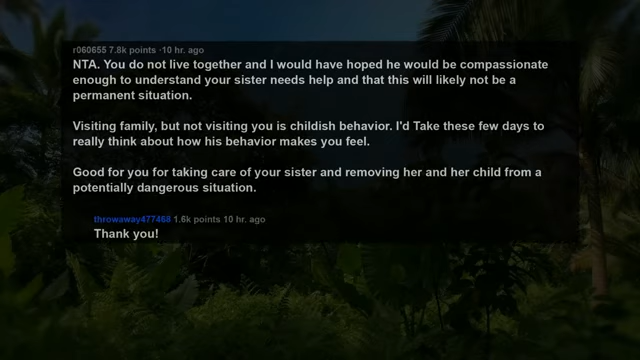 r060655 7.8k points ·10 hr. ago
NTA. You do not live together and I would have hoped he would be compassionate
enough to understand your sister needs help and that this will likely not be a
permanent situation.
Visiting family, but not visiting you is childish behavior. I'd Take these few days to
really think about how his behavior makes you feel.
Good for you for taking care of your sister and removing her and her child from a
potentially dangerous situation.
throwaway477468 1.6k points 10 hr. ago
Thank you!